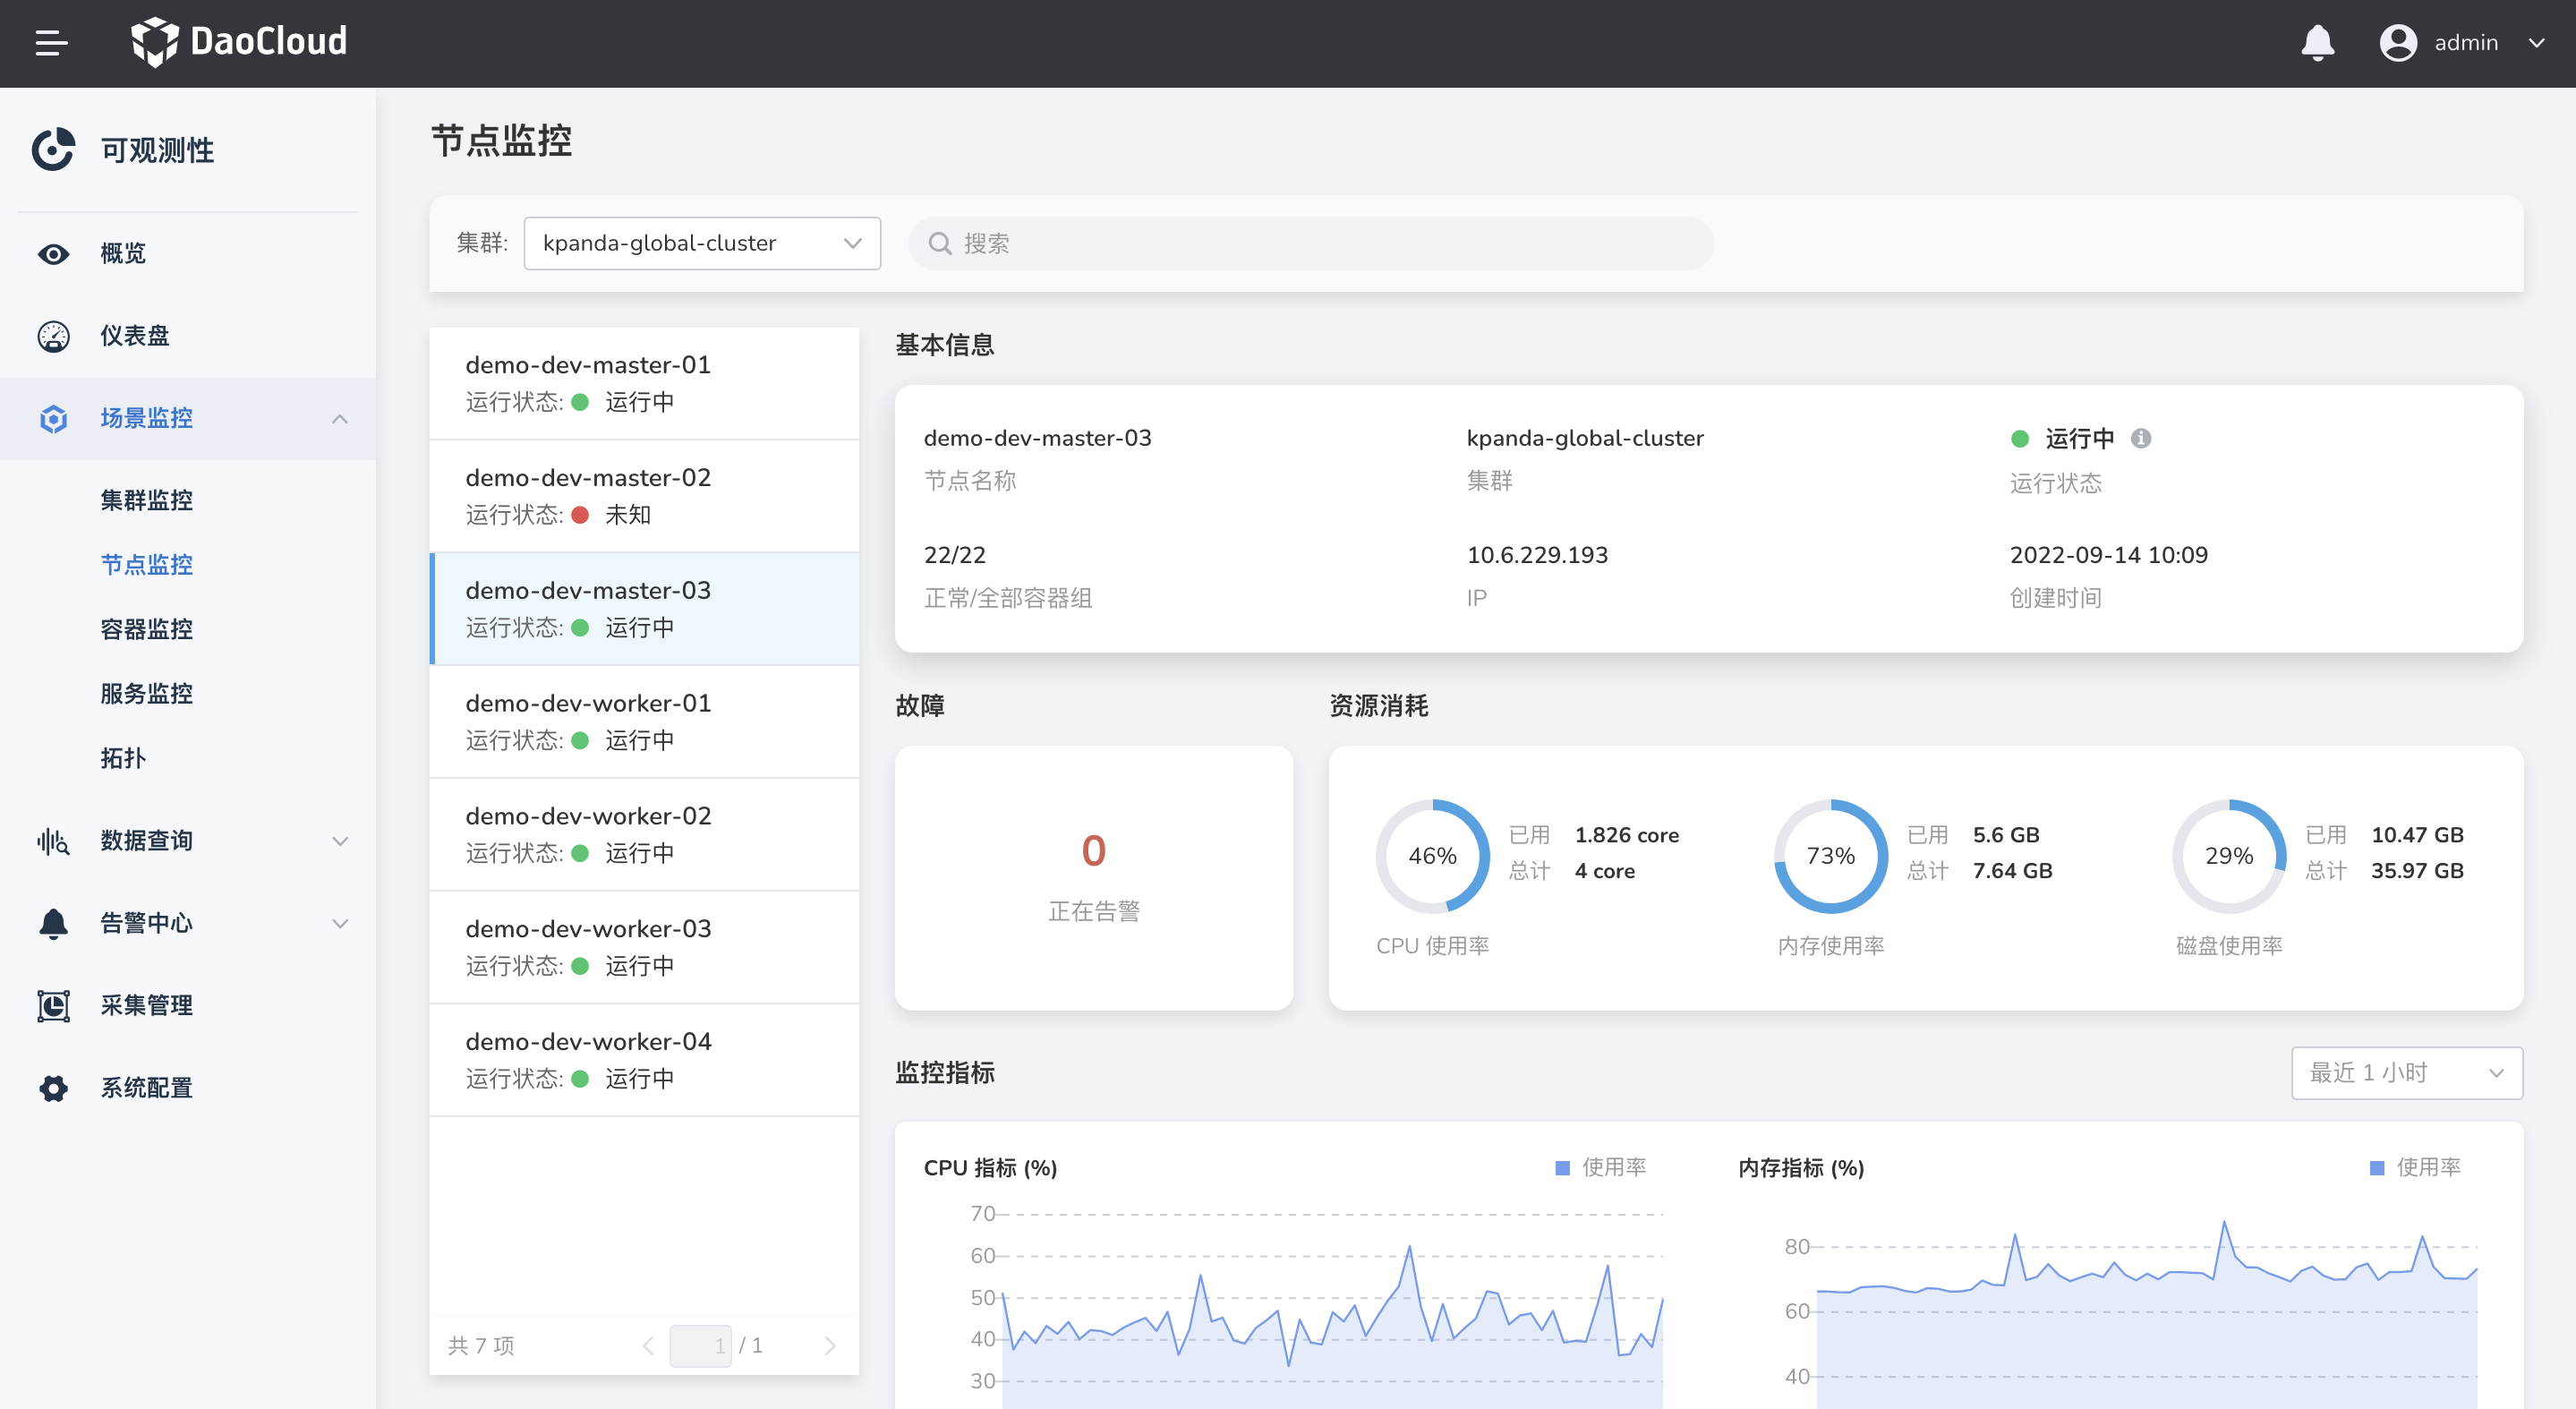 DaoCloud
admin
可观测性
概览
仪表盘
场景监控
集群监控
节点监控
容器监控
服务监控
拓扑
数据查询
告警中心
采集管理
系统配置
节点监控
集群: kpanda-global-cluster
搜索
demo-dev-master-01
运行状态: 运行中
demo-dev-master-02
运行状态: 未知
demo-dev-master-03
运行状态: 运行中
demo-dev-worker-01
运行状态: 运行中
demo-dev-worker-02
运行状态: 运行中
demo-dev-worker-03
运行状态: 运行中
demo-dev-worker-04
运行状态: 运行中
共 7 项 1 / 1
基本信息
demo-dev-master-03
节点名称
kpanda-global-cluster
集群
运行中
运行状态
22/22
正常/全部容器组
10.6.229.193
IP
2022-09-14 10:09
创建时间
故障
0
正在告警
资源消耗
46%
已用 1.826 core
总计 4 core
CPU 使用率
73%
已用 5.6 GB
总计 7.64 GB
内存使用率
29%
已用 10.47 GB
总计 35.97 GB
磁盘使用率
监控指标
最近 1 小时
CPU 指标 (%)
使用率
70
60
50
40
30
内存指标 (%)
使用率
80
60
40